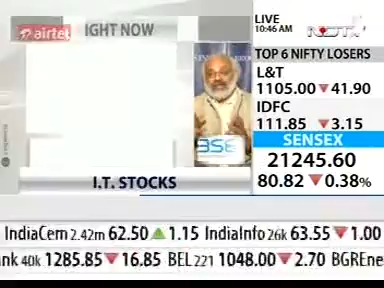 airtel
IGHT NOW
LIVE
10:46 AM
NDTV
TOP 6 NIFTY LOSERS
L&T
1105.00 ▼ 41.90
IDFC
111.85 ▼ 3.15
BSE
SENSEX
21245.60
80.82 ▼ 0.38%
I.T. STOCKS
IndiaCem 2.42m 62.50 ▲ 1.15 IndiaInfo 26k 63.55 ▼ 1.00
nk 40k 1285.85 ▼ 16.85 BEL 221 1048.00 ▼ 2.70 BGREne